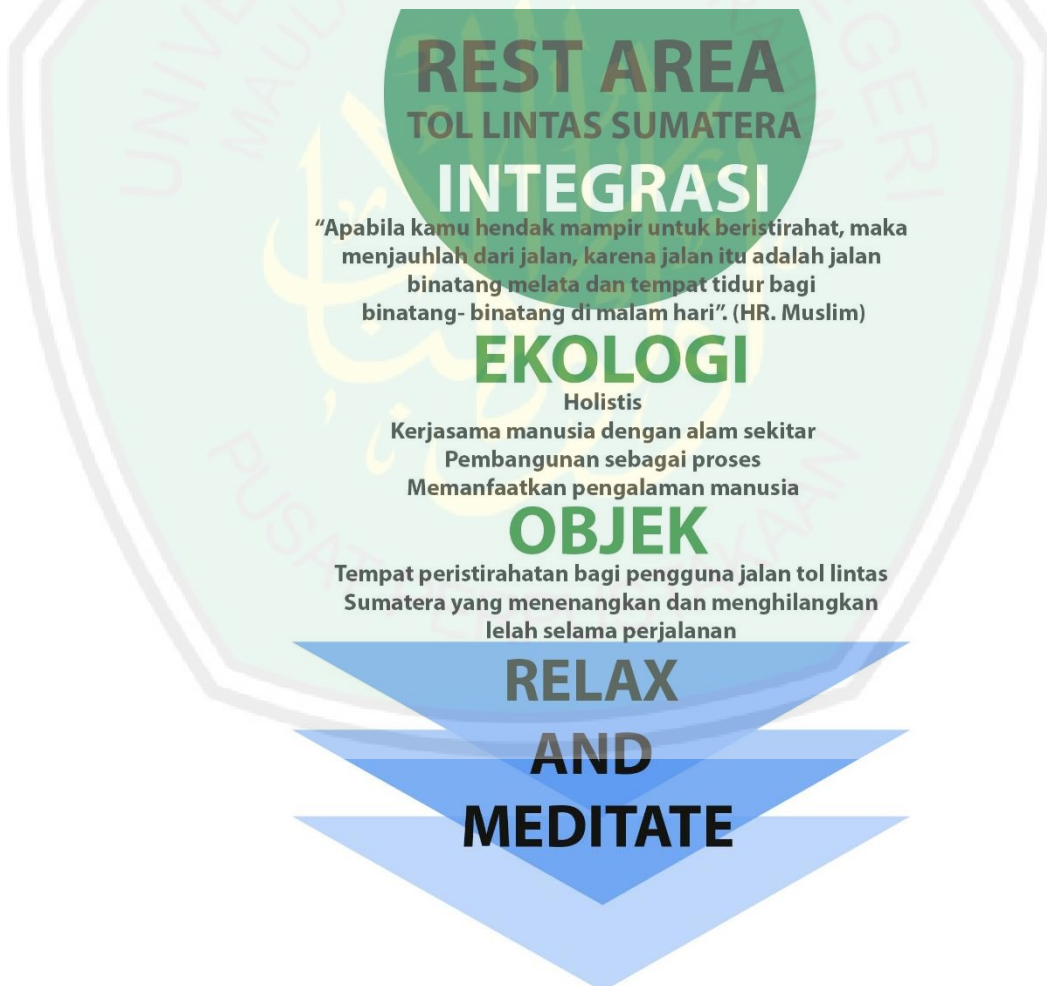 REST AREA
TOL LINTAS SUMATERA
INTEGRASI
“Apabila kamu hendak mampir untuk beristirahat, maka
menjauhlah dari jalan, karena jalan itu adalah jalan
binatang melata dan tempat tidur bagi
binatang- binatang di malam hari”. (HR. Muslim)
EKOLOGI
Holistis
Kerjasama manusia dengan alam sekitar
Pembangunan sebagai proses
Memanfaatkan pengalaman manusia
OBJEK
Tempat peristirahatan bagi pengguna jalan tol lintas
Sumatera yang menenangkan dan menghilangkan
lelah selama perjalanan
RELAX
AND
MEDITATE